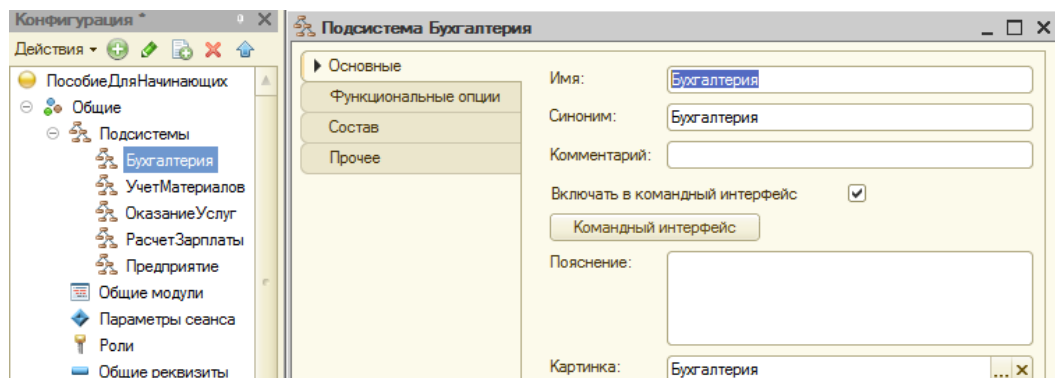 Конфигурация *
Действия
ПособиеДляНачинающих
Общие
Подсистемы
Бухгалтерия
УчетМатериалов
ОказаниеУслуг
РасчетЗарплаты
Предприятие
Общие модули
Параметры сеанса
Роли
Общие реквизиты
Подсистема Бухгалтерия
Основные
Функциональные опции
Состав
Прочее
Имя: Бухгалтерия
Синоним: Бухгалтерия
Комментарий:
Включать в командный интерфейс
Командный интерфейс
Пояснение:
Картинка: Бухгалтерия ...